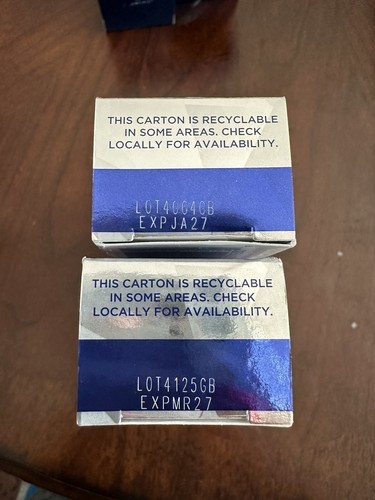 THIS CARTON IS RECYCLABLE
IN SOME AREAS. CHECK
LOCALLY FOR AVAILABILITY.
EXPJA27
THIS CARTON IS RECYCLABLE
IN SOME AREAS. CHECK
LOCALLY FOR AVAILABILITY.
LOT4125GB
EXPMR27